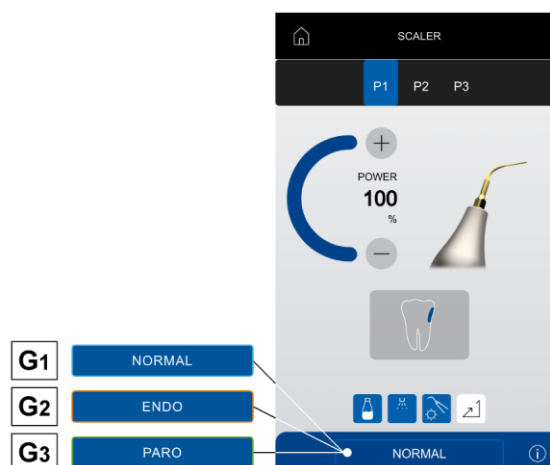 SCALER
P1 P2 P3
POWER
100
%
G1 NORMAL
G2 ENDO
G3 PARO
NORMAL